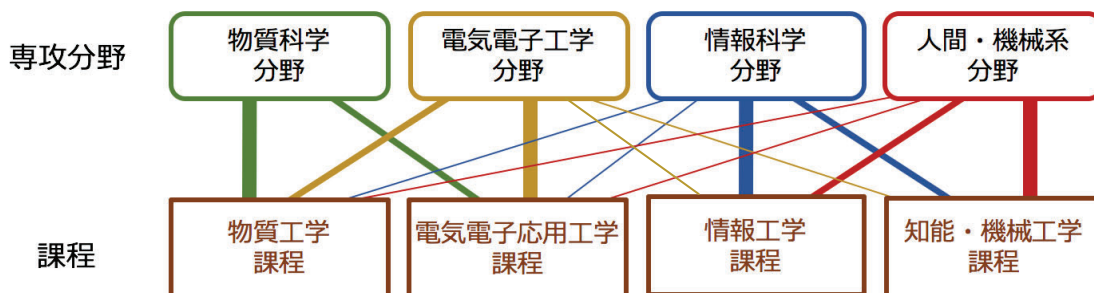 専攻分野
物質科学
分野
電気電子工学
分野
情報科学
分野
人間・機械系
分野
課程
物質工学
課程
電気電子応用工学
課程
情報工学
課程
知能・機械工学
課程